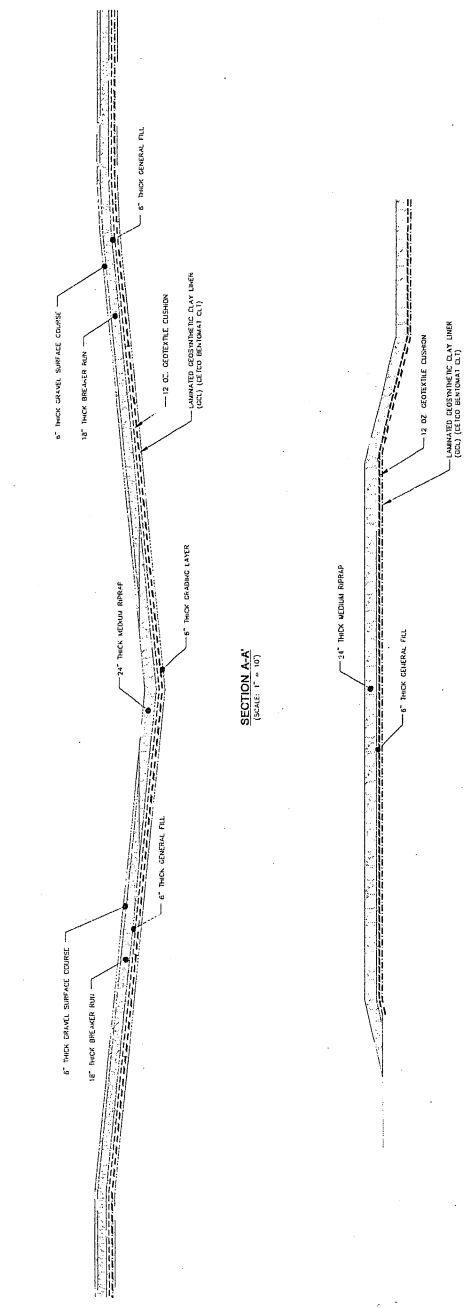 6" THICK GRAVEL SURFACE COURSE
18" THICK BREAKER RUN
6" THICK GENERAL FILL
24" THICK MEDIUM RIPRAP
6" THICK GRADING LAYER
6" THICK GRAVEL SURFACE COURSE
18" THICK BREAKER RUN
6" THICK GENERAL FILL
12 OZ. GEOTEXTILE CUSHION
LAMINATED GEOSYNTHETIC CLAY LINER
(GCL) (CETCO BENTOMAT CLT)
SECTION A-A'
(SCALE: 1" = 10')
24" THICK MEDIUM RIPRAP
6" THICK GENERAL FILL
12 OZ GEOTEXTILE CUSHION
LAMINATED GEOSYNTHETIC CLAY LINER
(GCL) (CETCO BENTOMAT CLT)